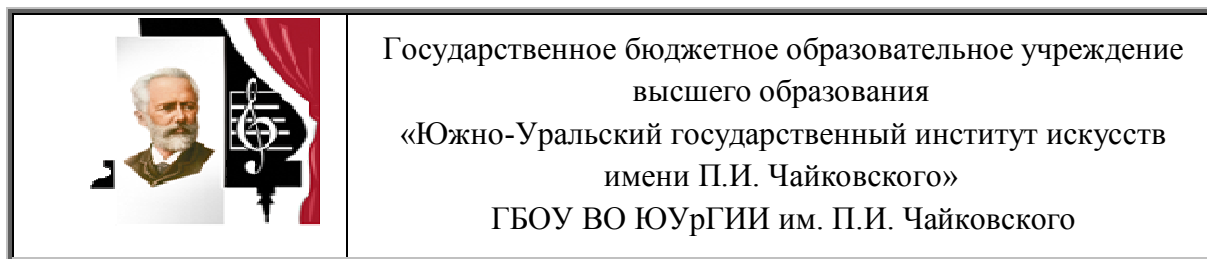 Государственное бюджетное образовательное учреждение
высшего образования
«Южно-Уральский государственный институт искусств
имени П.И. Чайковского»
ГБОУ ВО ЮУрГИИ им. П.И. Чайковского